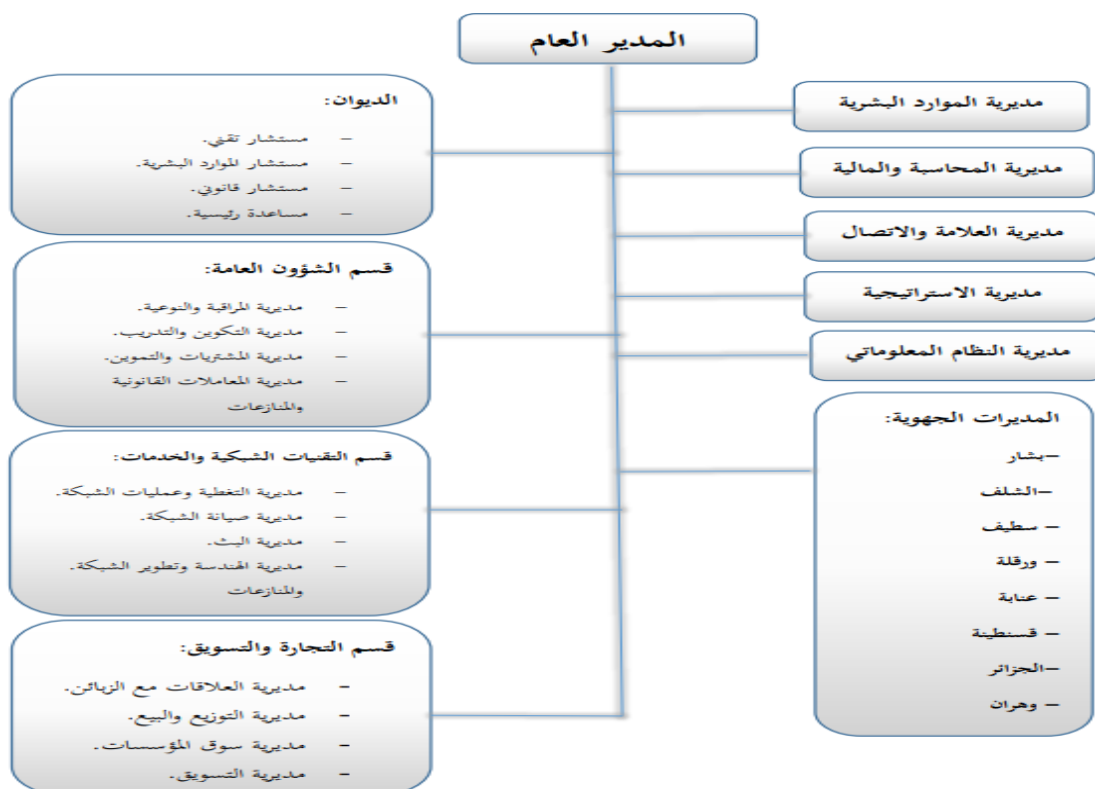 المدير العام
مديرية الموارد البشرية
مديرية المحاسبة والمالية
مديرية العلامة والاتصال
مديرية الاستراتيجية
مديرية النظام المعلوماتي
المديرات الجهوية:
–بشار
–الشلف
– سطيف
– ورقلة
– عنابة
– قسنطينة
–الجزائر
– وهران
الديوان:
– مستشار تقني.
– مستشار الموارد البشرية.
– مستشار قانوني.
– مساعدة رئيسية.
قسم الشؤون العامة:
– مديرية المراقبة والنوعية.
– مديرية التكوين والتدريب.
– مديرية المشتريات والتموين.
– مديرية المعاملات القانونية
والمنازعات
قسم التقنيات الشبكية والخدمات:
– مديرية التغطية وعمليات الشبكة.
– مديرية صيانة الشبكة.
– مديرية البث.
– مديرية الهندسة وتطوير الشبكة.
والمنازعات
قسم التجارة والتسويق:
– مديرية العلاقات مع الزبائن.
– مديرية التوزيع والبيع.
– مديرية سوق المؤسسات.
– مديرية التسويق.